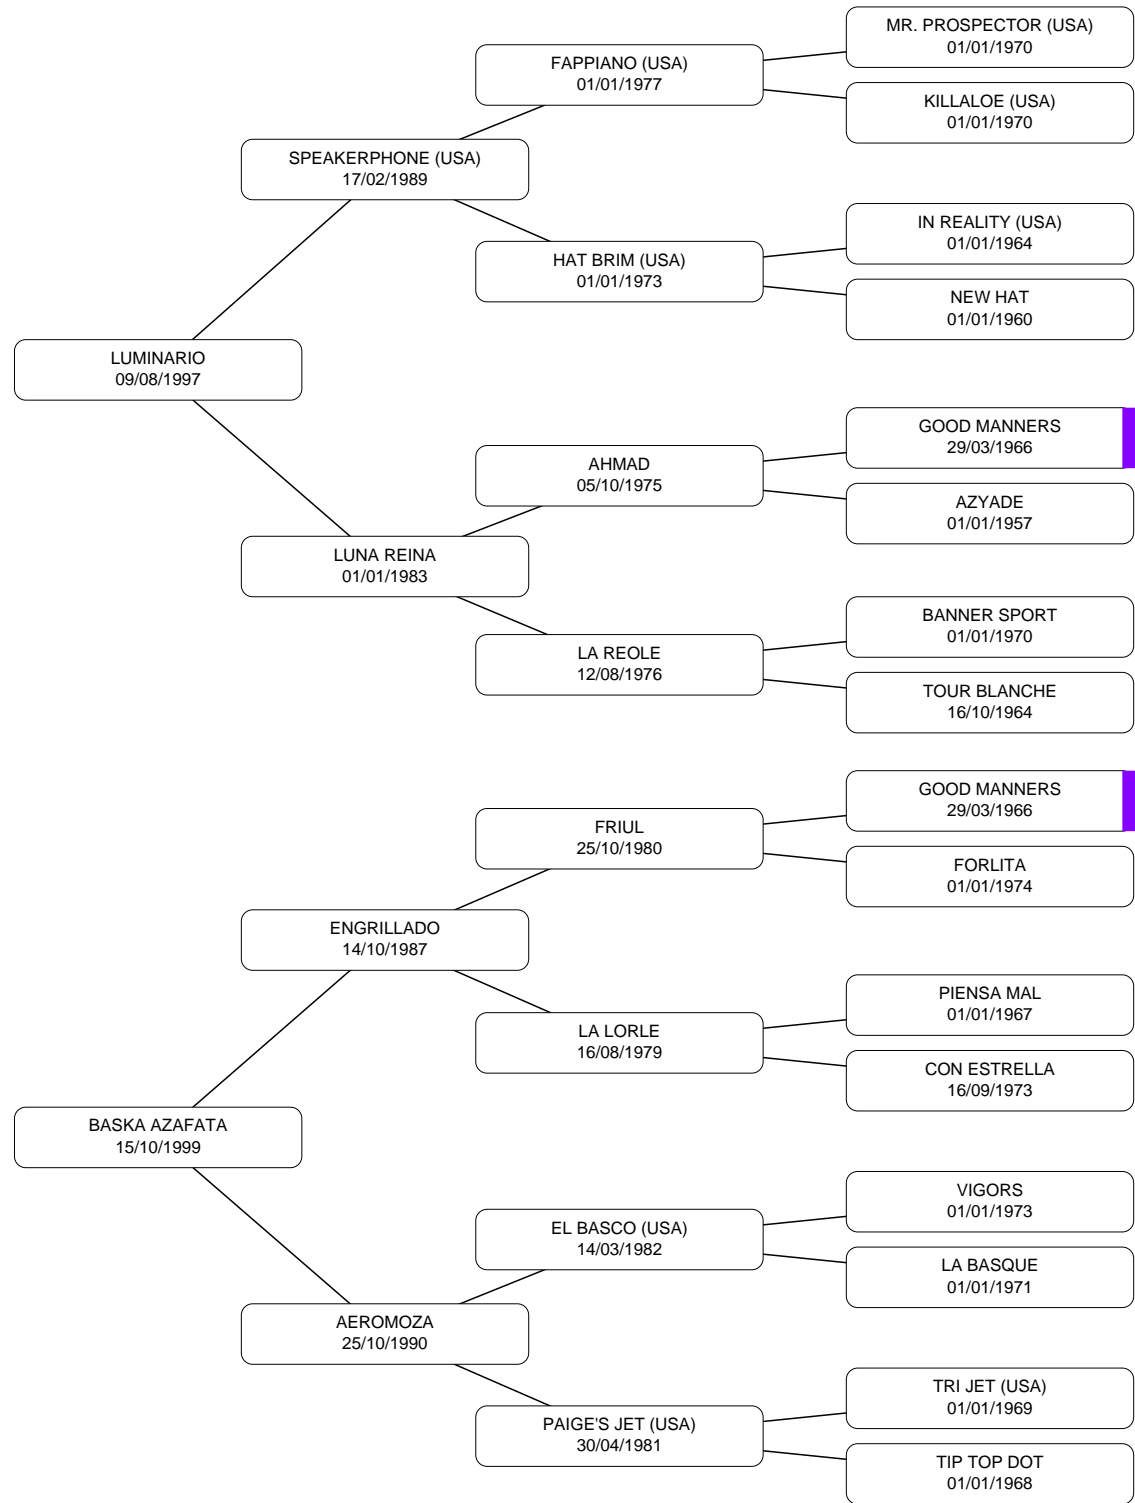 MR. PROSPECTOR (USA)
01/01/1970
FAPPIANO (USA)
01/01/1977
KILLALOE (USA)
01/01/1970
SPEAKERPHONE (USA)
17/02/1989
IN REALITY (USA)
01/01/1964
HAT BRIM (USA)
01/01/1973
NEW HAT
01/01/1960
LUMINARIO
09/08/1997
GOOD MANNERS
29/03/1966
AHMAD
05/10/1975
AZYADE
01/01/1957
LUNA REINA
01/01/1983
BANNER SPORT
01/01/1970
LA REOLE
12/08/1976
TOUR BLANCHE
16/10/1964
GOOD MANNERS
29/03/1966
FRIUL
25/10/1980
FORLITA
01/01/1974
ENGRILLADO
14/10/1987
PIENSA MAL
01/01/1967
LA LORLE
16/08/1979
CON ESTRELLA
16/09/1973
BASKA AZAFATA
15/10/1999
VIGORS
01/01/1973
EL BASCO (USA)
14/03/1982
LA BASQUE
01/01/1971
AEROMOZA
25/10/1990
TRI JET (USA)
01/01/1969
PAIGE'S JET (USA)
30/04/1981
TIP TOP DOT
01/01/1968